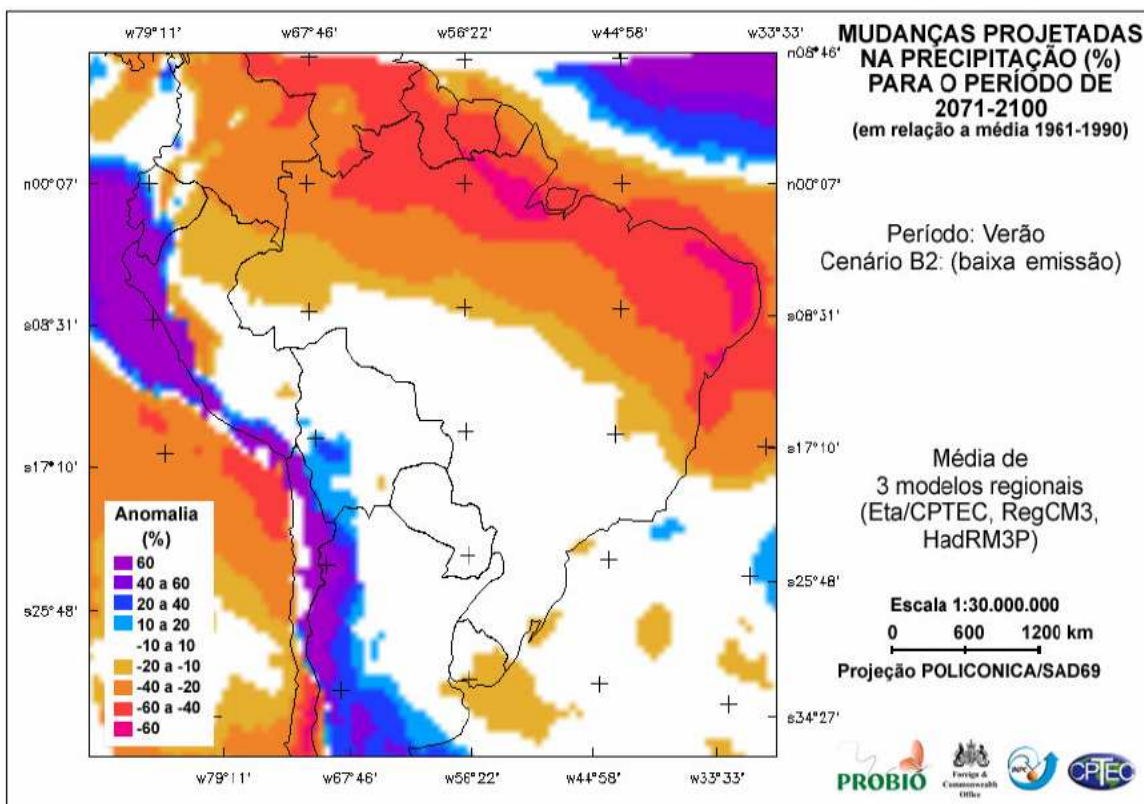 w79°11' w67°46' w56°22' w44°58' w33°33'
n08°46'
n00°07' n00°07'
s08°31' s08°31'
s17°10' s17°10'
s25°48' s25°48'
s34°27'
w79°11' w67°46' w56°22' w44°58' w33°33'
Anomalia
(%)
60
40 a 60
20 a 40
10 a 20
-10 a 10
-20 a -10
-40 a -20
-60 a -40
-60
MUDANÇAS PROJETADAS
NA PRECIPITAÇÃO (%)
PARA O PERÍODO DE
2071-2100
(em relação a média 1961-1990)
Período: Verão
Cenário B2: (baixa emissão)
Média de
3 modelos regionais
(Eta/CPTEC, RegCM3,
HadRM3P)
Escala 1:30.000.000
0 600 1200 km
Projeção POLICONICA/SAD69
PROBIO
Foreign &
Commonwealth
Office
INPE
CPTEC